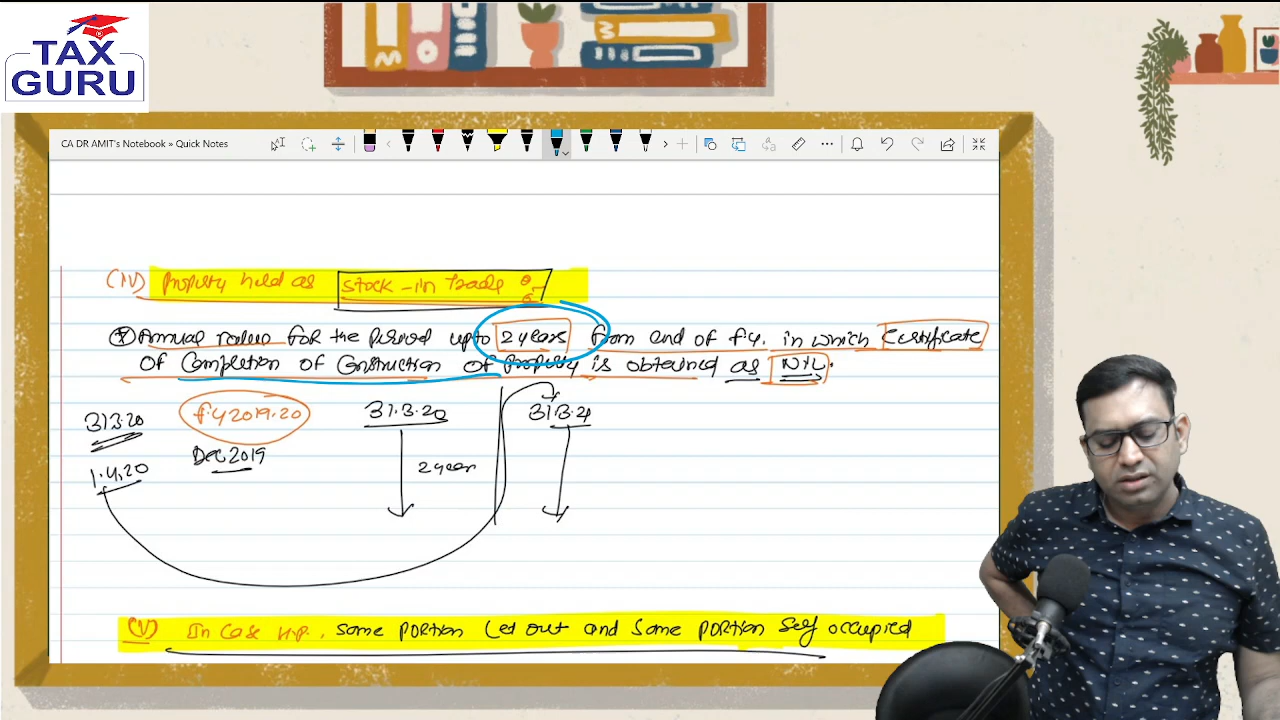 TAX
GURU
CA DR AMIT's Notebook » Quick Notes
(iv) Property held as stock-in trade
Annual value for the period upto 2 years from end of f.y. in which Certificate
Of Completion of Construction of Property is obtained as NIL.
31.3.20 f.y 2019.20 31.3.20 31.3.21
1.4.20 Dec 2019 2 year
(V) In case H.P. some portion Let out and some portion self occupied